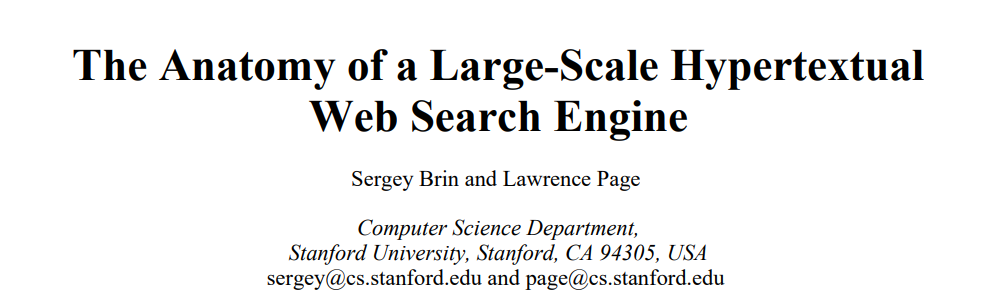 The Anatomy of a Large-Scale Hypertextual
Web Search Engine
Sergey Brin and Lawrence Page
Computer Science Department,
Stanford University, Stanford, CA 94305, USA
sergey@cs.stanford.edu and page@cs.stanford.edu